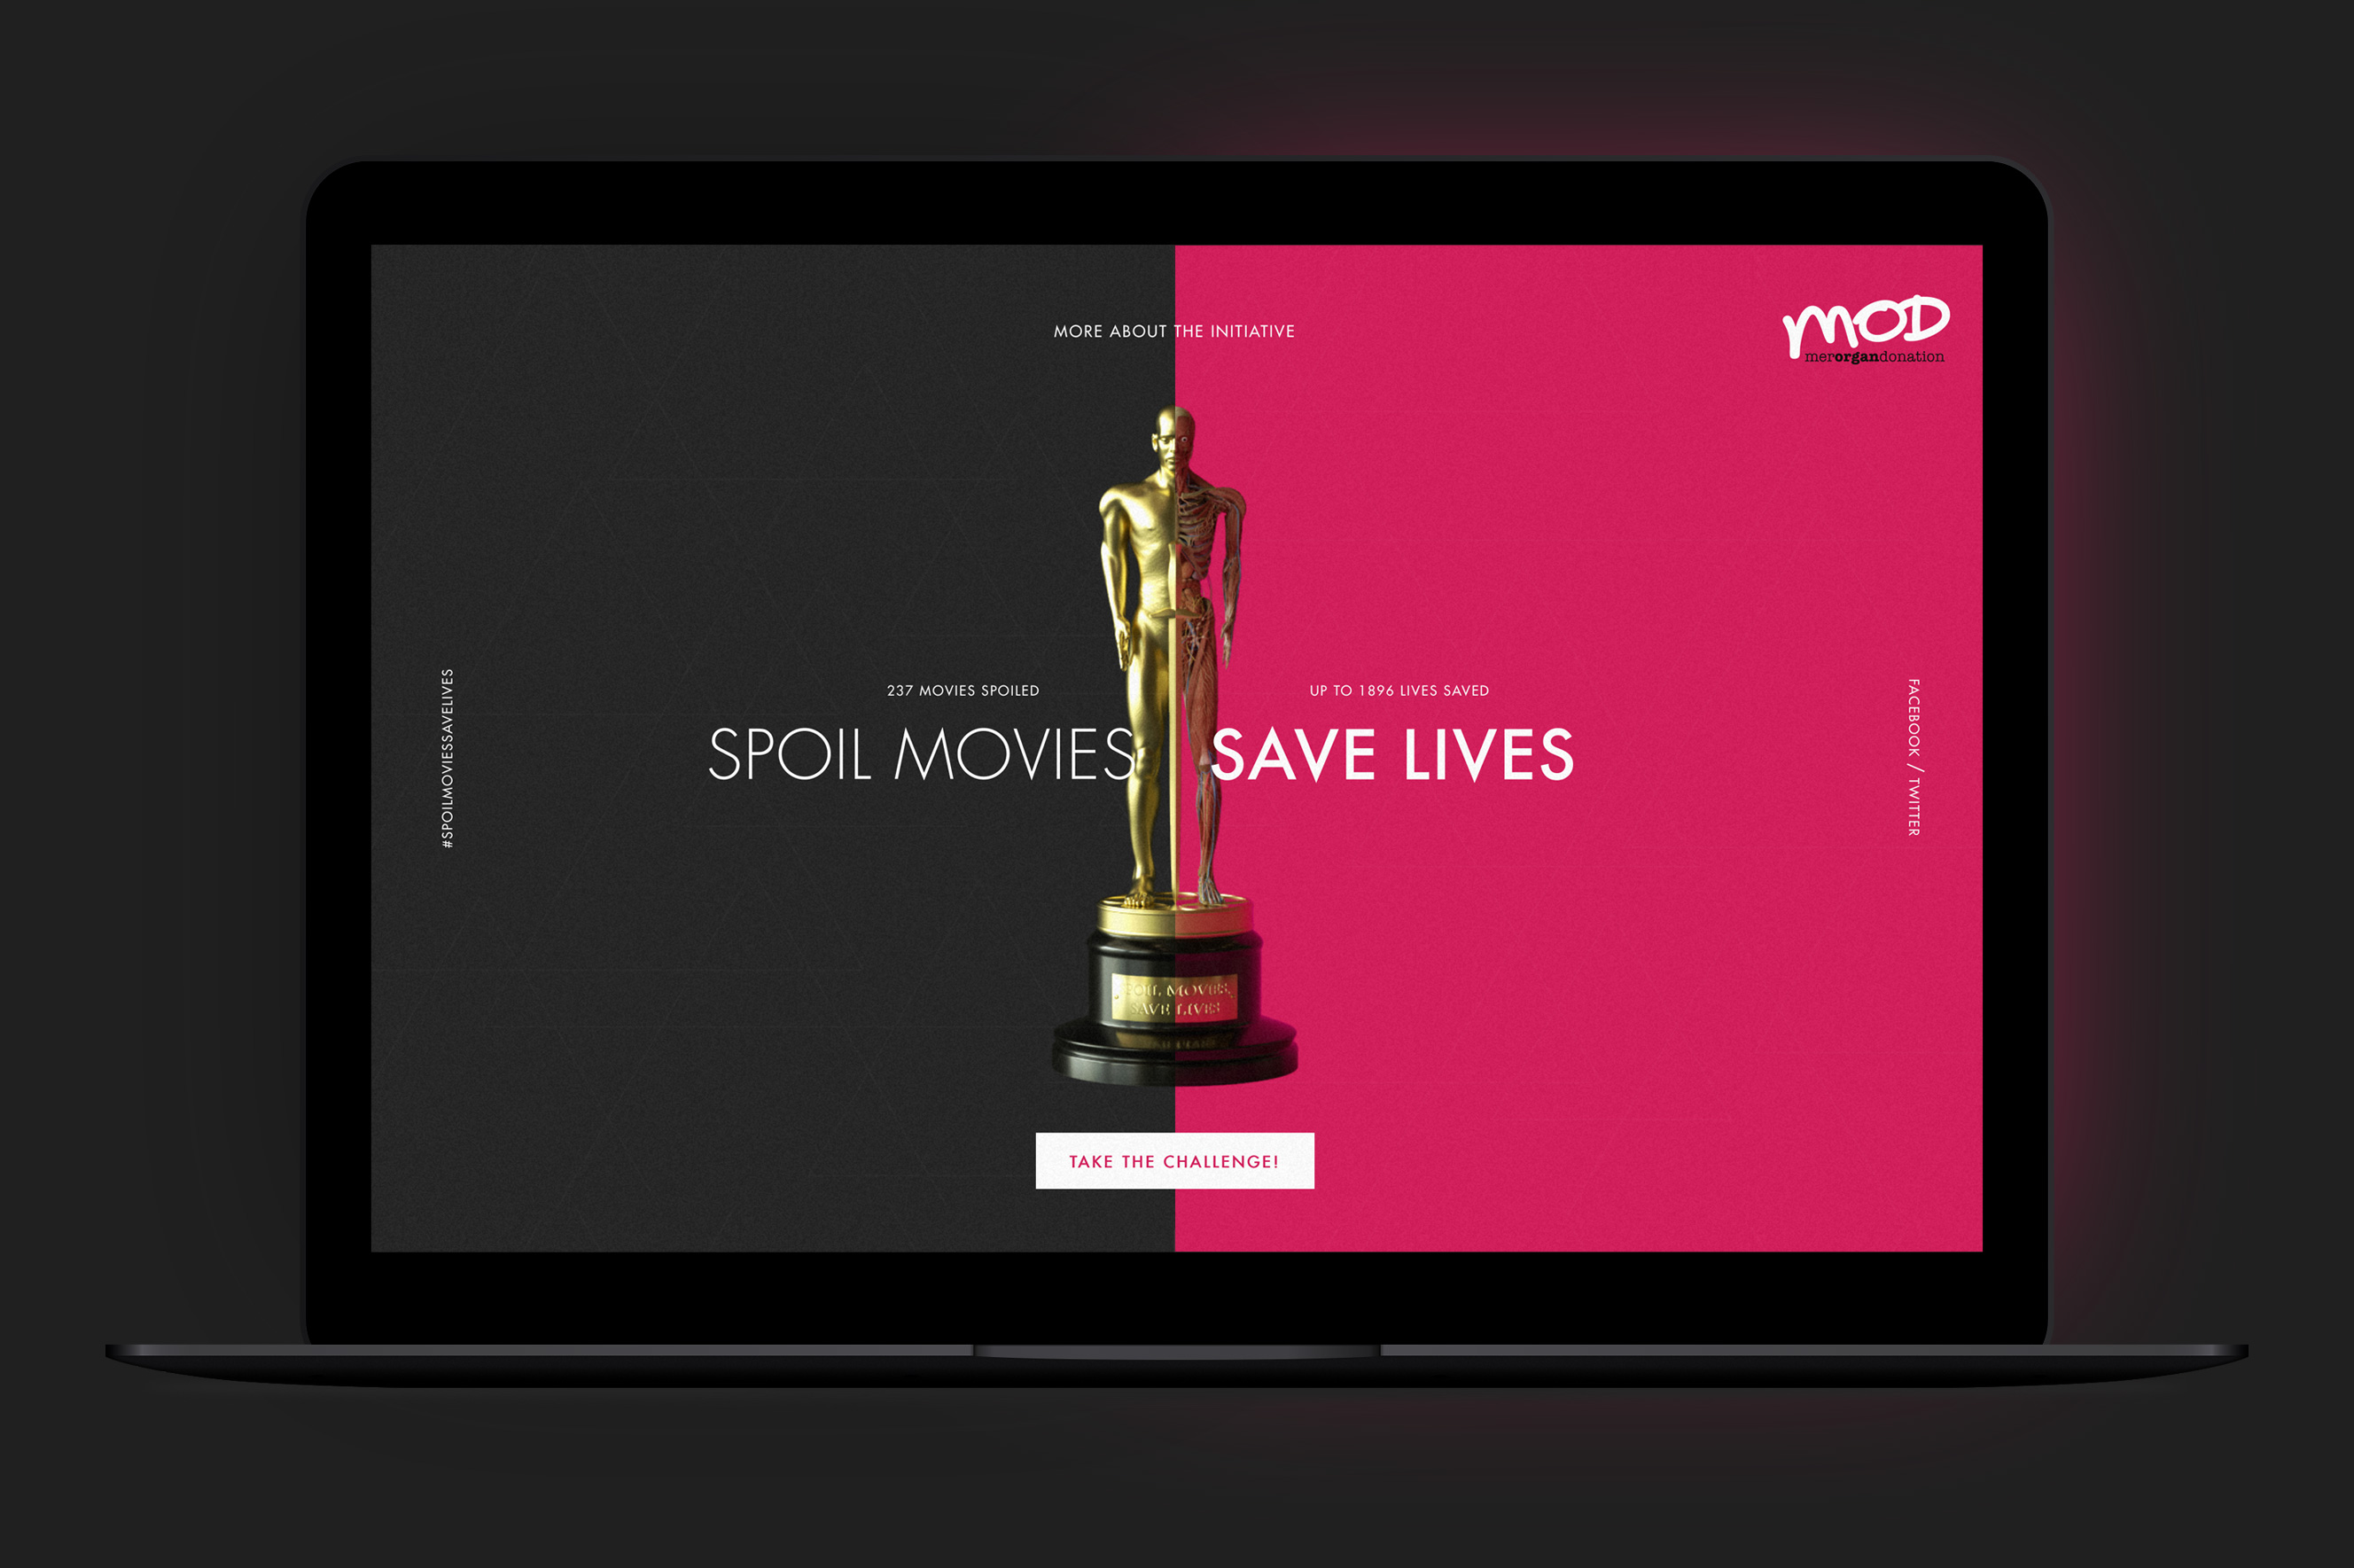 MORE ABOUT THE INITIATIVE
MOD
merorgandonation
#SPOILMOVIESSAVELIVES
237 MOVIES SPOILED
UP TO 1896 LIVES SAVED
SPOIL MOVIES
SAVE LIVES
FACEBOOK / TWITTER
SPOIL MOVIES,
SAVE LIVES
TAKE THE CHALLENGE!